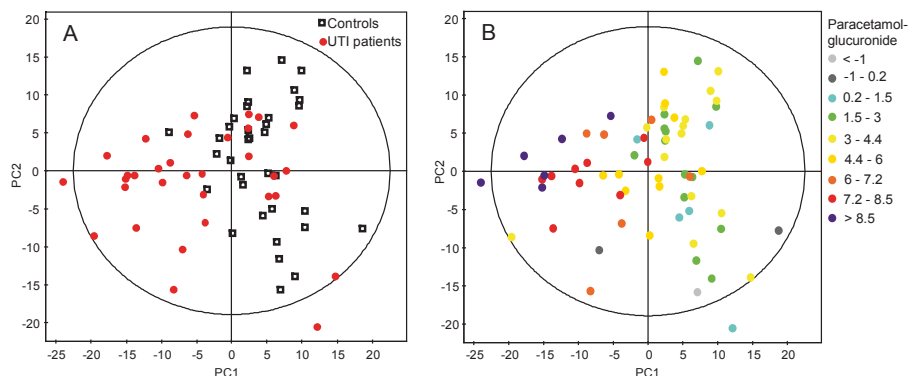 A
Controls
UTI patients
20
15
10
5
0
-5
-10
-15
-20
PC2
-25
-20
-15
-10
-5
0
5
10
15
20
PC1
B
20
15
10
5
0
-5
-10
-15
-20
PC2
-25
-20
-15
-10
-5
0
5
10
15
20
PC1
Paracetamol-
glucuronide
< -1
-1 - 0.2
0.2 - 1.5
1.5 - 3
3 - 4.4
4.4 - 6
6 - 7.2
7.2 - 8.5
> 8.5